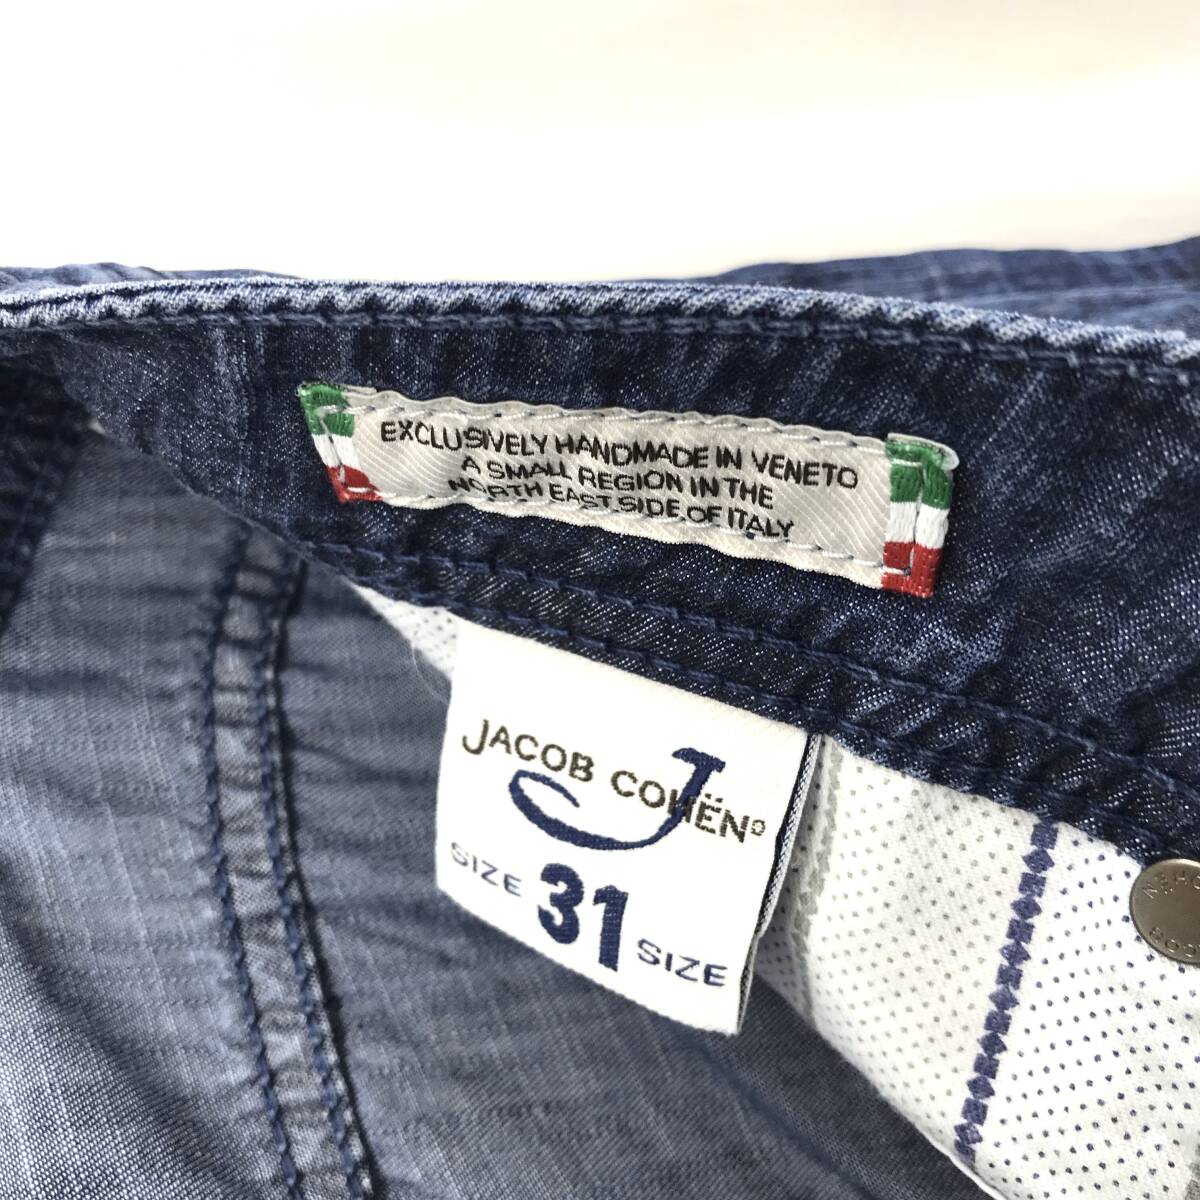 EXCLUSIVELY HANDMADE IN VENETO
A SMALL REGION IN THE
NORTH EAST SIDE OF ITALY
JACOB COHËN
SIZE 31 SIZE